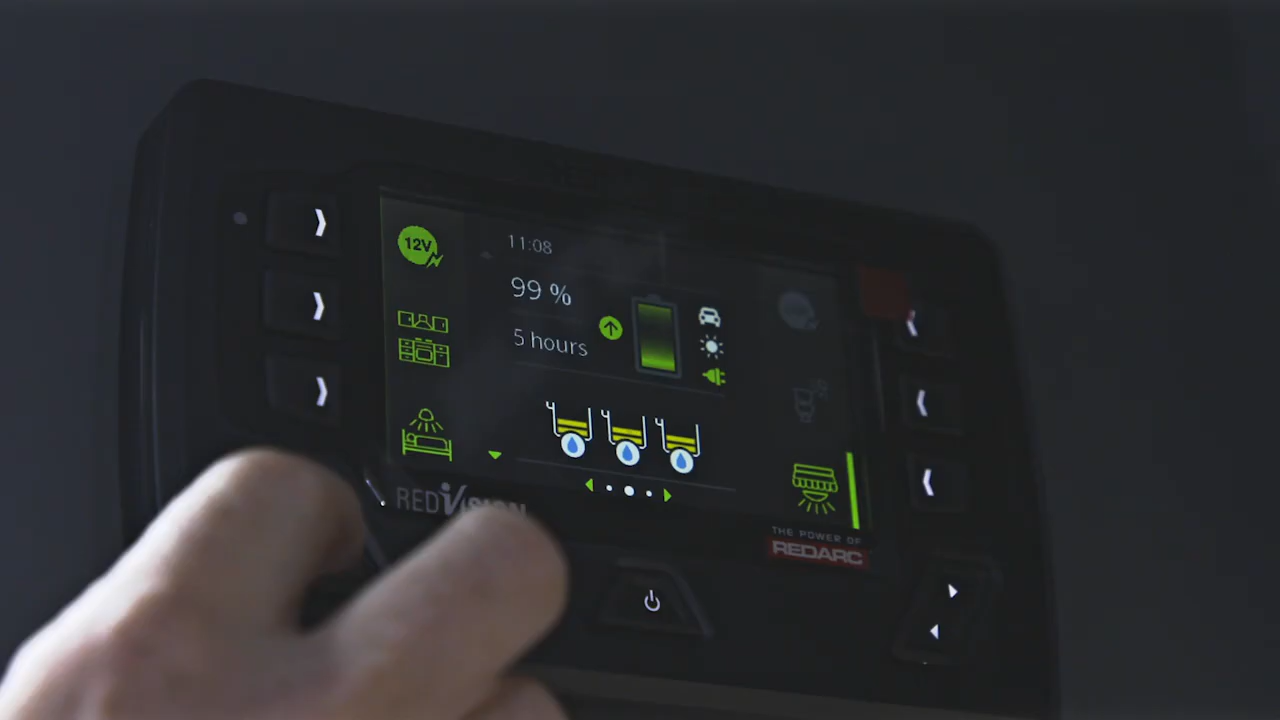 12V
11:08
99 %
5 hours
REDVISION
THE POWER OF
REDARC